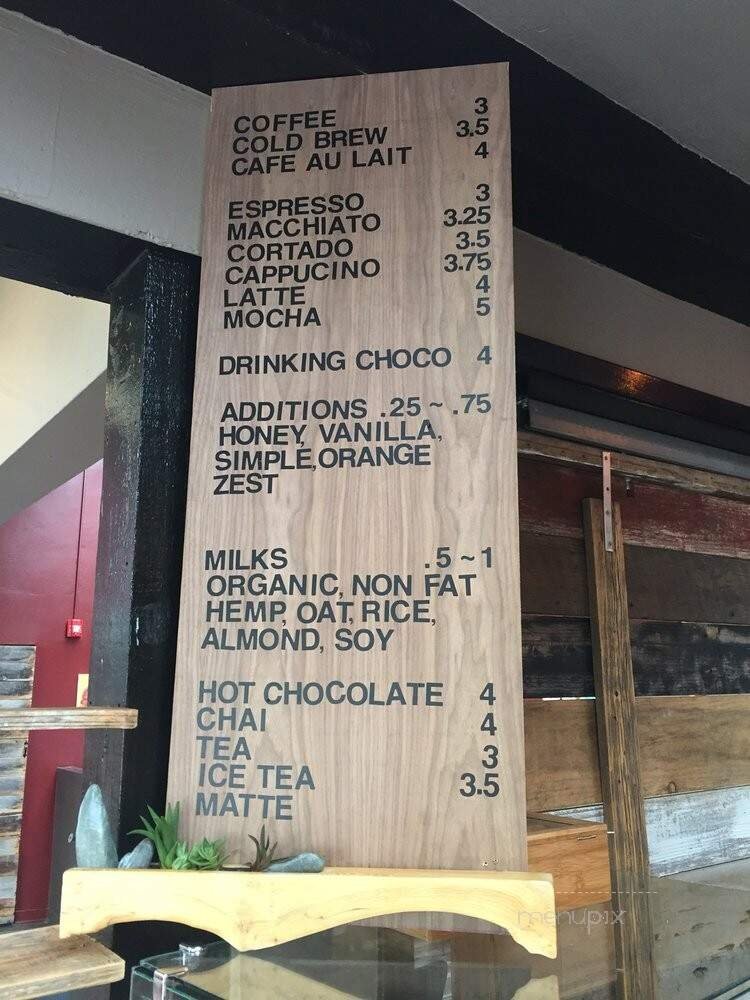 COFFEE 3
COLD BREW 3.5
CAFE AU LAIT 4
ESPRESSO 3
MACCHIATO 3.25
CORTADO 3.5
CAPPUCINO 3.75
LATTE 4
MOCHA 5
DRINKING CHOCO 4
ADDITIONS .25 ~ .75
HONEY, VANILLA,
SIMPLE, ORANGE
ZEST
MILKS .5 ~ 1
ORGANIC, NON FAT
HEMP, OAT, RICE,
ALMOND, SOY
HOT CHOCOLATE 4
CHAI 4
TEA 3
ICE TEA 3.5
MATTE
menupix